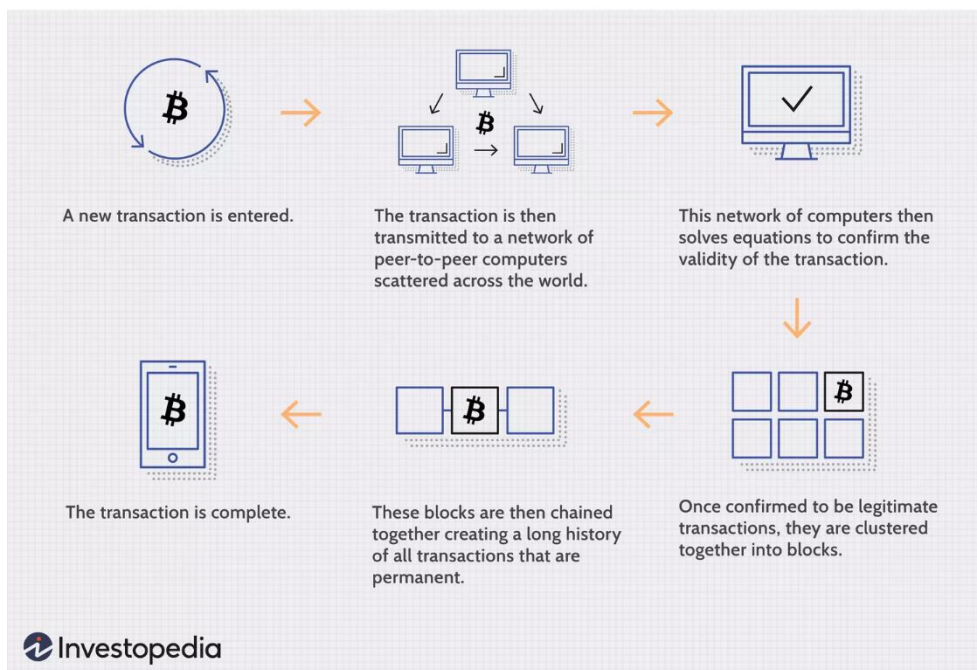 A new transaction is entered.
The transaction is then
transmitted to a network of
peer-to-peer computers
scattered across the world.
This network of computers then
solves equations to confirm the
validity of the transaction.
Once confirmed to be legitimate
transactions, they are clustered
together into blocks.
These blocks are then chained
together creating a long history
of all transactions that are
permanent.
The transaction is complete.
Investopedia